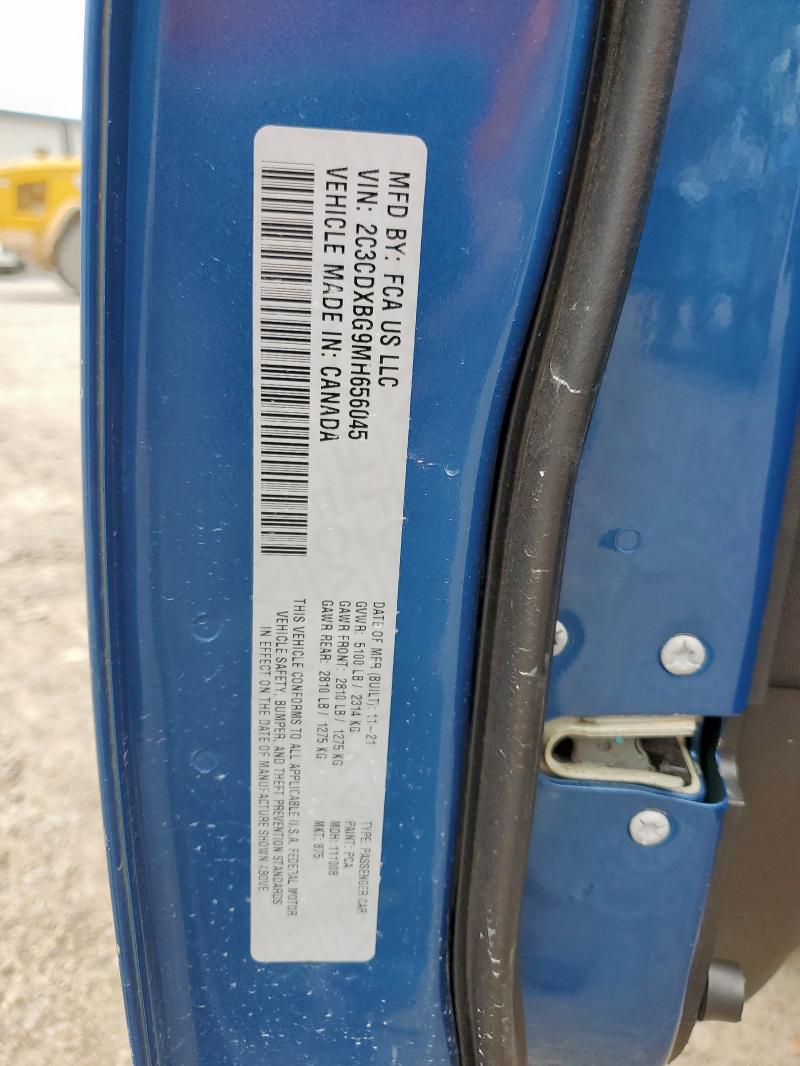 MFD BY: FCA US LLC
VIN: 2C3CDXBG9MH656045
VEHICLE MADE IN: CANADA
DATE OF MFR (BUILT): 11-21
GVWR: 5100 LB / 2314 KG
GAWR FRONT: 2810 LB / 1275 KG
GAWR REAR: 2810 LB / 1275 KG
THIS VEHICLE CONFORMS TO ALL APPLICABLE U.S.A. FEDERAL MOTOR
VEHICLE SAFETY, BUMPER, AND THEFT PREVENTION STANDARDS
IN EFFECT ON THE DATE OF MANUFACTURE SHOWN ABOVE
TYPE: PASSENGER CAR
PAINT: PCA
MDH: 111008
MKT: 875